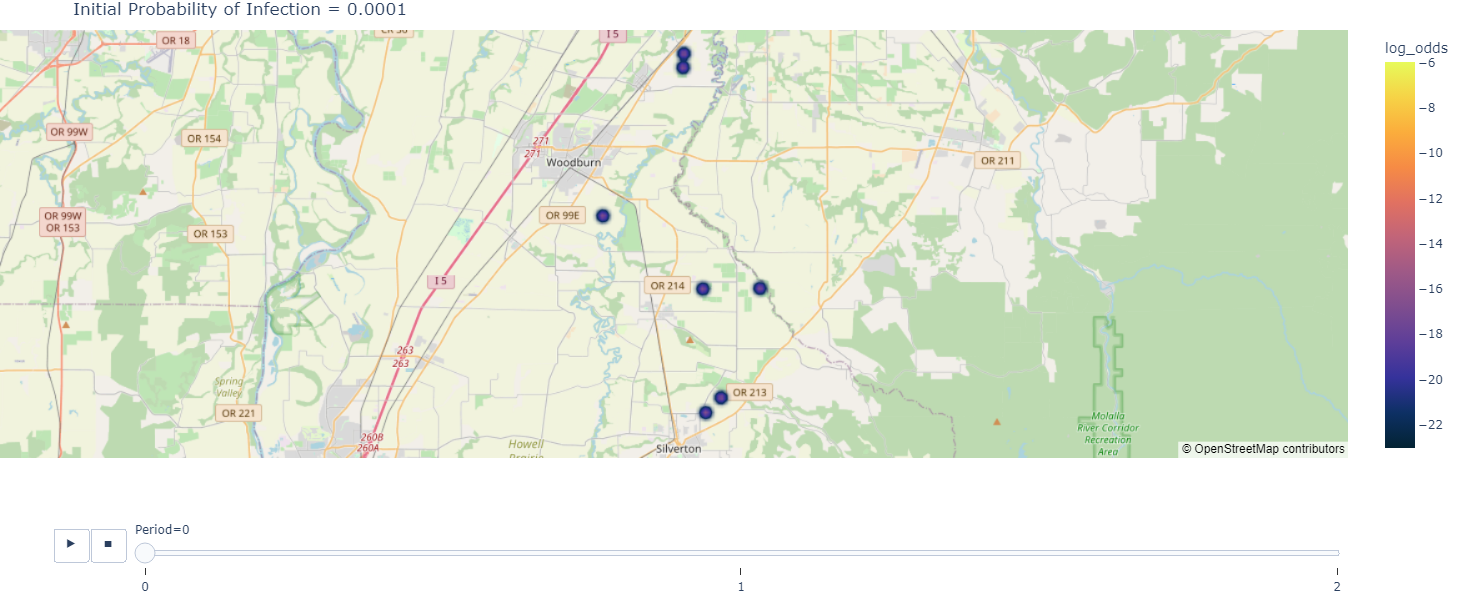 Initial Probability of Infection = 0.0001
log_odds
OR 18
I 5
−6
−8
−10
−12
−14
−16
−18
−20
−22
OR 99W
OR 154
271
271
Woodburn
OR 211
OR 99W
OR 153
OR 99E
OR 153
I 5
OR 214
263
263
Spring
Valley
OR 213
OR 221
Molalla
River Corridor
Recreation
Area
260B
260A
Howell
Prairie
Silverton
© OpenStreetMap contributors
Period=0
0
1
2